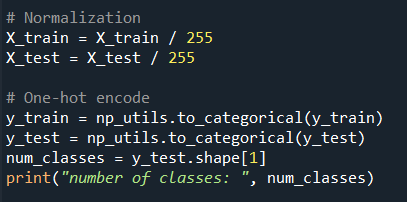 # Normalization
X_train = X_train / 255
X_test = X_test / 255
# One-hot encode
y_train = np_utils.to_categorical(y_train)
y_test = np_utils.to_categorical(y_test)
num_classes = y_test.shape[1]
print("number of classes: ", num_classes)